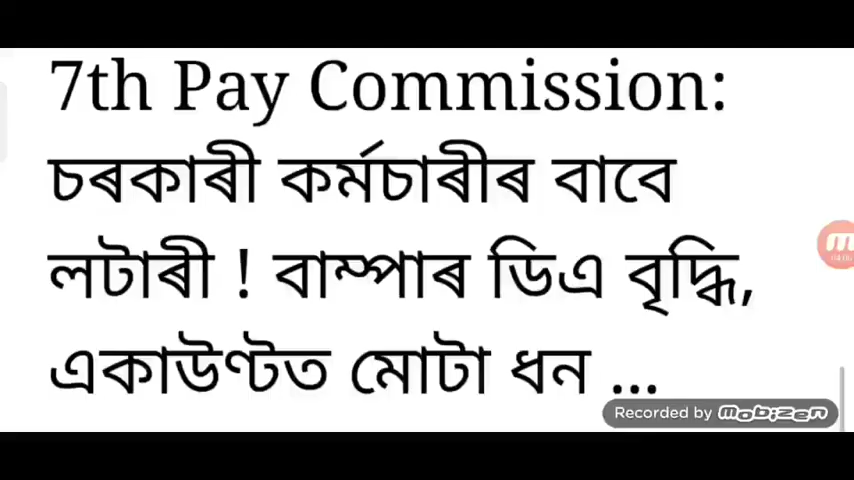 7th Pay Commission:
চৰকাৰী কৰ্মচাৰীৰ বাবে
লটাৰী ! বাম্পাৰ ডিএ বৃদ্ধি,
একাউণ্টত মোটা ধন ...
Recorded by Mobizen